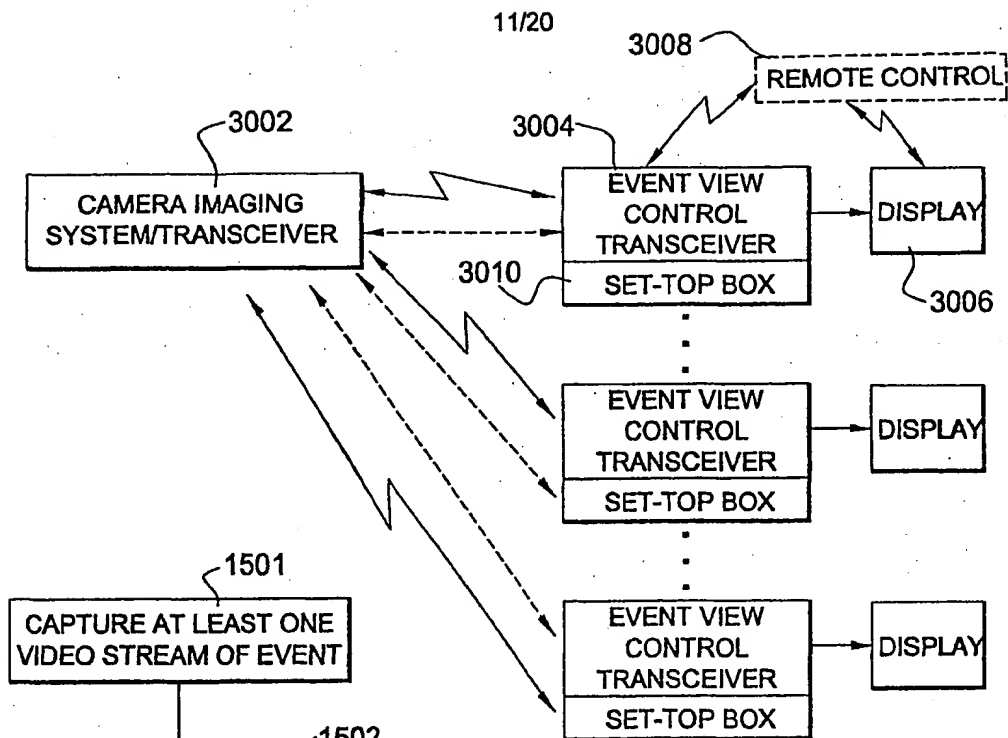 11/20
3008
REMOTE CONTROL
3002
3004
CAMERA IMAGING
SYSTEM/TRANSCEIVER
EVENT VIEW
CONTROL
TRANSCEIVER
DISPLAY
3010
SET-TOP BOX
3006
EVENT VIEW
CONTROL
TRANSCEIVER
DISPLAY
SET-TOP BOX
1501
CAPTURE AT LEAST ONE
VIDEO STREAM OF EVENT
EVENT VIEW
CONTROL
TRANSCEIVER
DISPLAY
SET-TOP BOX
1502